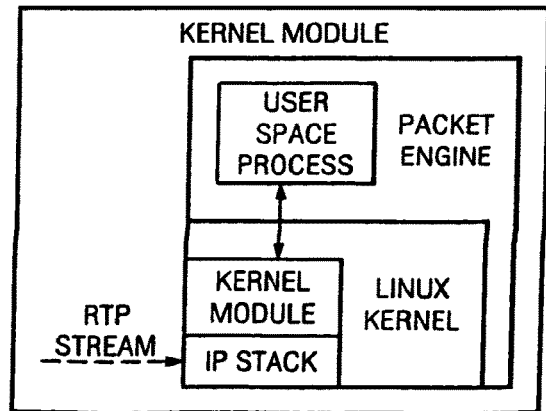 KERNEL MODULE
USER
SPACE
PROCESS
PACKET
ENGINE
KERNEL
MODULE
LINUX
KERNEL
RTP
STREAM
IP STACK